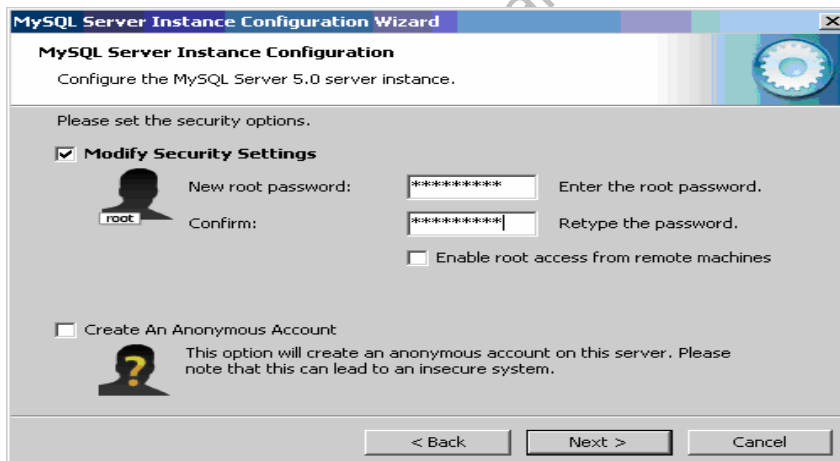 MySQL Server Instance Configuration Wizard
MySQL Server Instance Configuration
Configure the MySQL Server 5.0 server instance.
Please set the security options.
Modify Security Settings
root
New root password: ********* Enter the root password.
Confirm: ********* Retype the password.
Enable root access from remote machines
Create An Anonymous Account
This option will create an anonymous account on this server. Please
note that this can lead to an insecure system.
< Back Next > Cancel